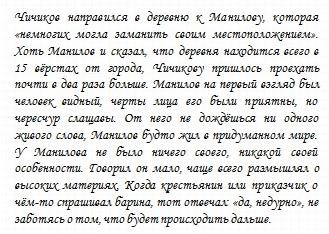 Чичиков направился в деревню к Манилову, которая
«немногих могла заманить своим местоположением».
Хоть Манилов и сказал, что деревня находится всего в
15 вёрстах от города, Чичикову пришлось проехать
почти в два раза больше. Манилов на первый взгляд был
человек видный, черты лица его были приятны, но
чересчур слащавы. От него не дождёшься ни одного
живого слова, Манилов будто жил в придуманном мире.
У Манилова не было ничего своего, никакой своей
особенности. Говорил он мало, чаще всего размышлял о
высоких материях. Когда крестьянин или приказчик о
чём-то спрашивал барина, тот отвечал: «да, недурно», не
заботясь о том, что будет происходить дальше.